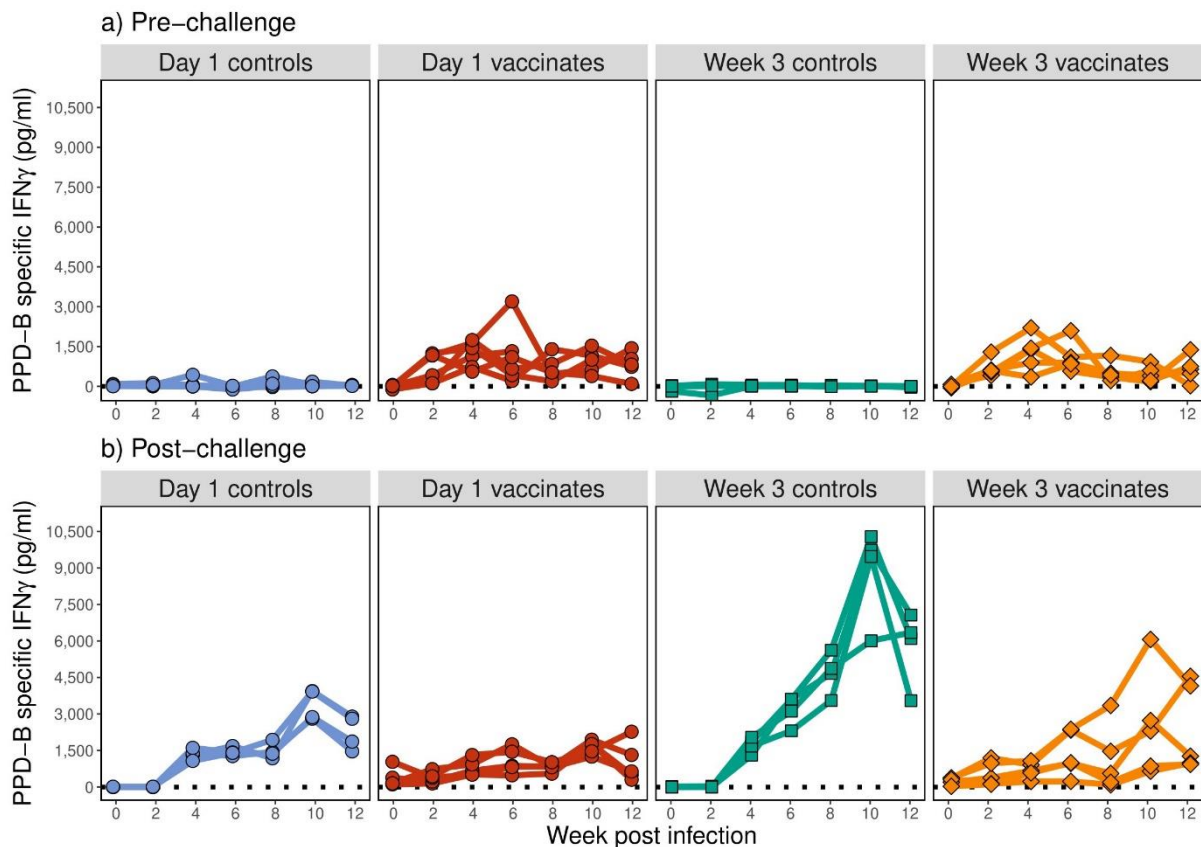 a) Pre−challenge
Day 1 controls Day 1 vaccinates Week 3 controls Week 3 vaccinates
PPD−B specific IFNγ (pg/ml)
10,500
9,000
7,500
6,000
4,500
3,000
1,500
0
0 2 4 6 8 10 12 0 2 4 6 8 10 12 0 2 4 6 8 10 12 0 2 4 6 8 10 12
b) Post−challenge
Day 1 controls Day 1 vaccinates Week 3 controls Week 3 vaccinates
PPD−B specific IFNγ (pg/ml)
10,500
9,000
7,500
6,000
4,500
3,000
1,500
0
0 2 4 6 8 10 12 0 2 4 6 8 10 12 0 2 4 6 8 10 12 0 2 4 6 8 10 12
Week post infection